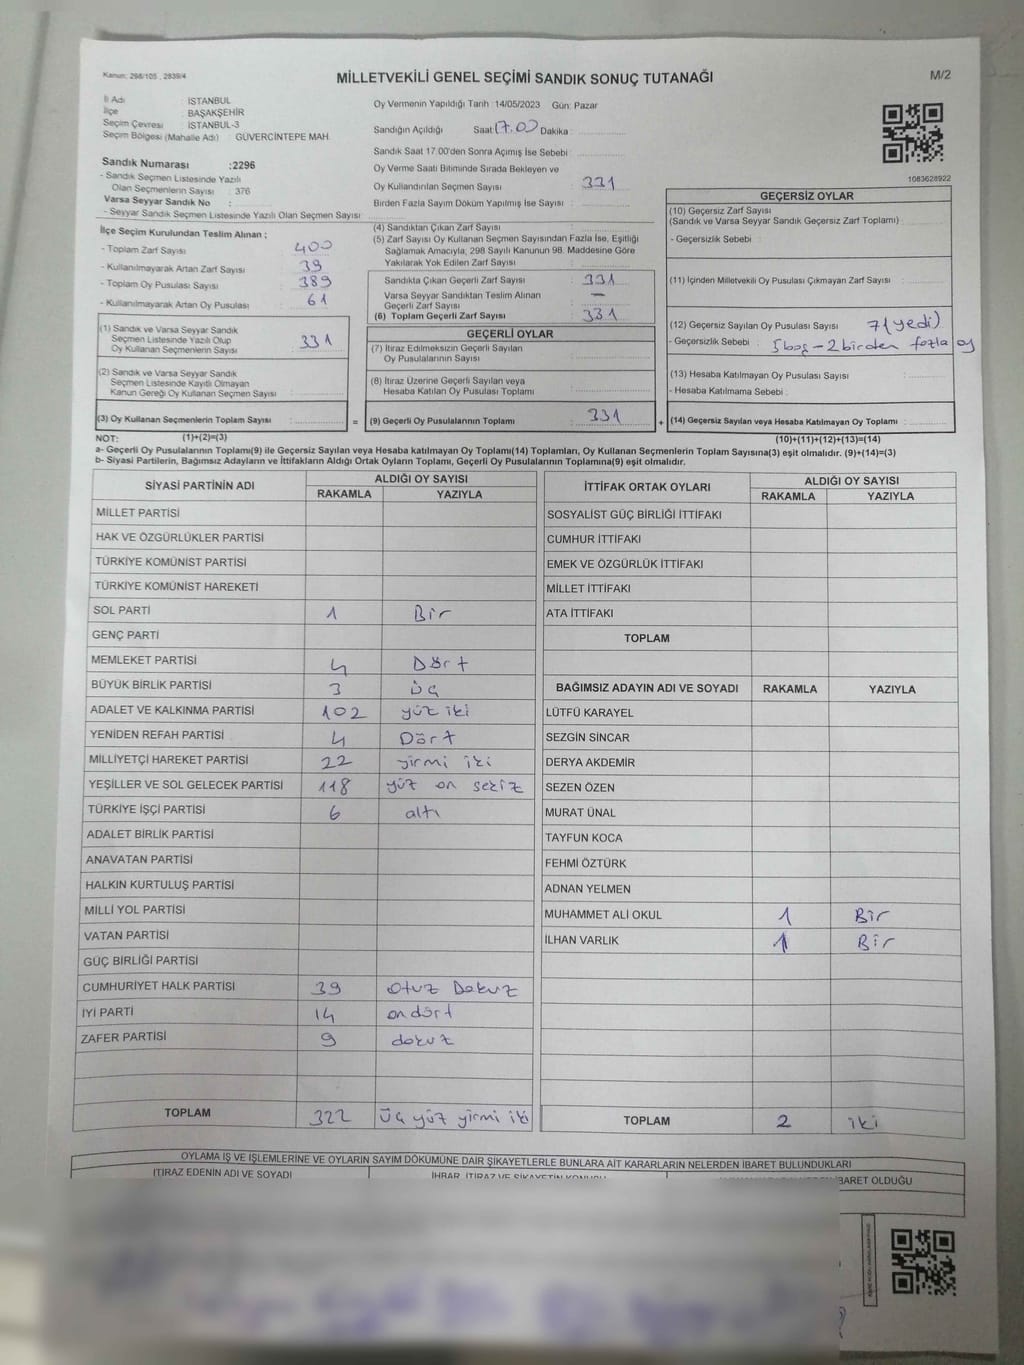 Kanun: 298/105 , 2839/4
MİLLETVEKİLİ GENEL SEÇİMİ SANDIK SONUÇ TUTANAĞI
M/2
İl Adı : İSTANBUL
İlçe : BAŞAKŞEHİR
Seçim Çevresi : İSTANBUL-3
Seçim Bölgesi (Mahalle Adı) : GÜVERCİNTEPE MAH.
Oy Vermenin Yapıldığı Tarih :14/05/2023 Gün: Pazar
Sandığın Açıldığı Saat 17.00 Dakika :
Sandık Saat 17.00'den Sonra Açımış İse Sebebi :
Oy Verme Saati Bitiminde Sırada Bekleyen ve
Oy Kullandırılan Seçmen Sayısı : 331
Birden Fazla Sayım Döküm Yapılmış İse Sayısı :
1083628922
Sandık Numarası :2296
- Sandık Seçmen Listesinde Yazılı
Olan Seçmenlerin Sayısı : 376
Varsa Seyyar Sandık No :
- Seyyar Sandık Seçmen Listesinde Yazılı Olan Seçmen Sayısı
İlçe Seçim Kurulundan Teslim Alınan ;
- Toplam Zarf Sayısı : 400
- Kullanılmayarak Artan Zarf Sayısı : 39
- Toplam Oy Pusulası Sayısı : 389
- Kullanılmayarak Artan Oy Pusulası : 61
(1) Sandık ve Varsa Seyyar Sandık
Seçmen Listesinde Yazılı Olup
Oy Kullanan Seçmenlerin Sayısı : 331
(2) Sandık ve Varsa Seyyar Sandık
Seçmen Listesinde Kayıtlı Olmayan
Kanun Gereği Oy Kullanan Seçmen Sayısı :
(3) Oy Kullanan Seçmenlerin Toplam Sayısı :
=
(4) Sandıktan Çıkan Zarf Sayısı :
(5) Zarf Sayısı Oy Kullanan Seçmen Sayısından Fazla İse, Eşitliği
Sağlamak Amacıyla, 298 Sayılı Kanunun 98. Maddesine Göre
Yakılarak Yok Edilen Zarf Sayısı :
Sandıkta Çıkan Geçerli Zarf Sayısı : 331
Varsa Seyyar Sandıktan Teslim Alınan
Geçerli Zarf Sayısı : —
(6) Toplam Geçerli Zarf Sayısı : 331
GEÇERLİ OYLAR
(7) İtiraz Edilmeksizin Geçerli Sayılan
Oy Pusulalarının Sayısı :
(8) İtiraz Üzerine Geçerli Sayılan veya
Hesaba Katılan Oy Pusulası Toplamı :
(9) Geçerli Oy Pusulalarının Toplamı : 331
+
GEÇERSİZ OYLAR
(10) Geçersiz Zarf Sayısı
(Sandık ve Varsa Seyyar Sandık Geçersiz Zarf Toplamı) :
- Geçersizlik Sebebi :
(11) İçinden Milletvekili Oy Pusulası Çıkmayan Zarf Sayısı :
(12) Geçersiz Sayılan Oy Pusulası Sayısı : 7(yedi)
- Geçersizlik Sebebi : 5boş-2birden fazla oy
(13) Hesaba Katılmayan Oy Pusulası Sayısı :
- Hesaba Katılmama Sebebi :
(14) Geçersiz Sayılan veya Hesaba Katılmayan Oy Toplamı :
NOT: (1)+(2)=(3) (10)+(11)+(12)+(13)=(14)
a- Geçerli Oy Pusulalarının Toplamı(9) ile Geçersiz Sayılan veya Hesaba katılmayan Oy Toplamı(14) Toplamları, Oy Kullanan Seçmenlerin Toplam Sayısına(3) eşit olmalıdır. (9)+(14)=(3)
b- Siyasi Partilerin, Bağımsız Adayların ve İttifakların Aldığı Ortak Oyların Toplamı, Geçerli Oy Pusulalarının Toplamına(9) eşit olmalıdır.
SİYASİ PARTİNİN ADI ALDIĞI OY SAYISI
RAKAMLA YAZIYLA
MİLLET PARTİSİ
HAK VE ÖZGÜRLÜKLER PARTİSİ
TÜRKİYE KOMÜNİST PARTİSİ
TÜRKİYE KOMÜNİST HAREKETİ
SOL PARTİ 1 Bir
GENÇ PARTİ
MEMLEKET PARTİSİ 4 Dört
BÜYÜK BİRLİK PARTİSİ 3 üç
ADALET VE KALKINMA PARTİSİ 102 yüz iki
YENİDEN REFAH PARTİSİ 4 Dört
MİLLİYETÇİ HAREKET PARTİSİ 22 yirmi iki
YEŞİLLER VE SOL GELECEK PARTİSİ 118 yüz on sekiz
TÜRKİYE İŞÇİ PARTİSİ 6 altı
ADALET BİRLİK PARTİSİ
ANAVATAN PARTİSİ
HALKIN KURTULUŞ PARTİSİ
MİLLİ YOL PARTİSİ
VATAN PARTİSİ
GÜÇ BİRLİĞİ PARTİSİ
CUMHURİYET HALK PARTİSİ 39 otuz Dokuz
İYİ PARTİ 14 on dört
ZAFER PARTİSİ 9 dokuz
TOPLAM 322 Üç yüz yirmi iki
İTTİFAK ORTAK OYLARI ALDIĞI OY SAYISI
RAKAMLA YAZIYLA
SOSYALİST GÜÇ BİRLİĞİ İTTİFAKI
CUMHUR İTTİFAKI
EMEK VE ÖZGÜRLÜK İTTİFAKI
MİLLET İTTİFAKI
ATA İTTİFAKI
TOPLAM
BAĞIMSIZ ADAYIN ADI VE SOYADI RAKAMLA YAZIYLA
LÜTFÜ KARAYEL
SEZGİN SİNCAR
DERYA AKDEMİR
SEZEN ÖZEN
MURAT ÜNAL
TAYFUN KOCA
FEHMİ ÖZTÜRK
ADNAN YELMEN
MUHAMMET ALİ OKUL 1 Bir
İLHAN VARLIK 1 Bir
TOPLAM 2 iki
OYLAMA İŞ VE İŞLEMLERİNE VE OYLARIN SAYIM DÖKÜMÜNE DAİR ŞİKAYETLERLE BUNLARA AİT KARARLARIN NELERDEN İBARET BULUNDUKLARI
İTİRAZ EDENİN ADI VE SOYADI İHBAR, İTİRAZ VE ŞİKAYETİN KONUSU İBARET OLDUĞU